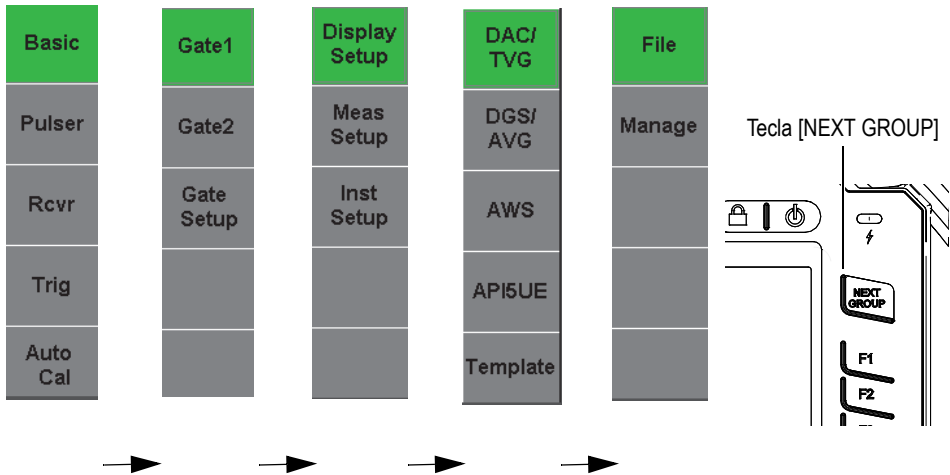 Basic
Pulser
Rcvr
Trig
Auto
Cal
Gate1
Gate2
Gate
Setup
Display
Setup
Meas
Setup
Inst
Setup
DAC/
TVG
DGS/
AVG
AWS
API5UE
Template
File
Manage
Tecla [NEXT GROUP]
NEXT
GROUP
F1
F2